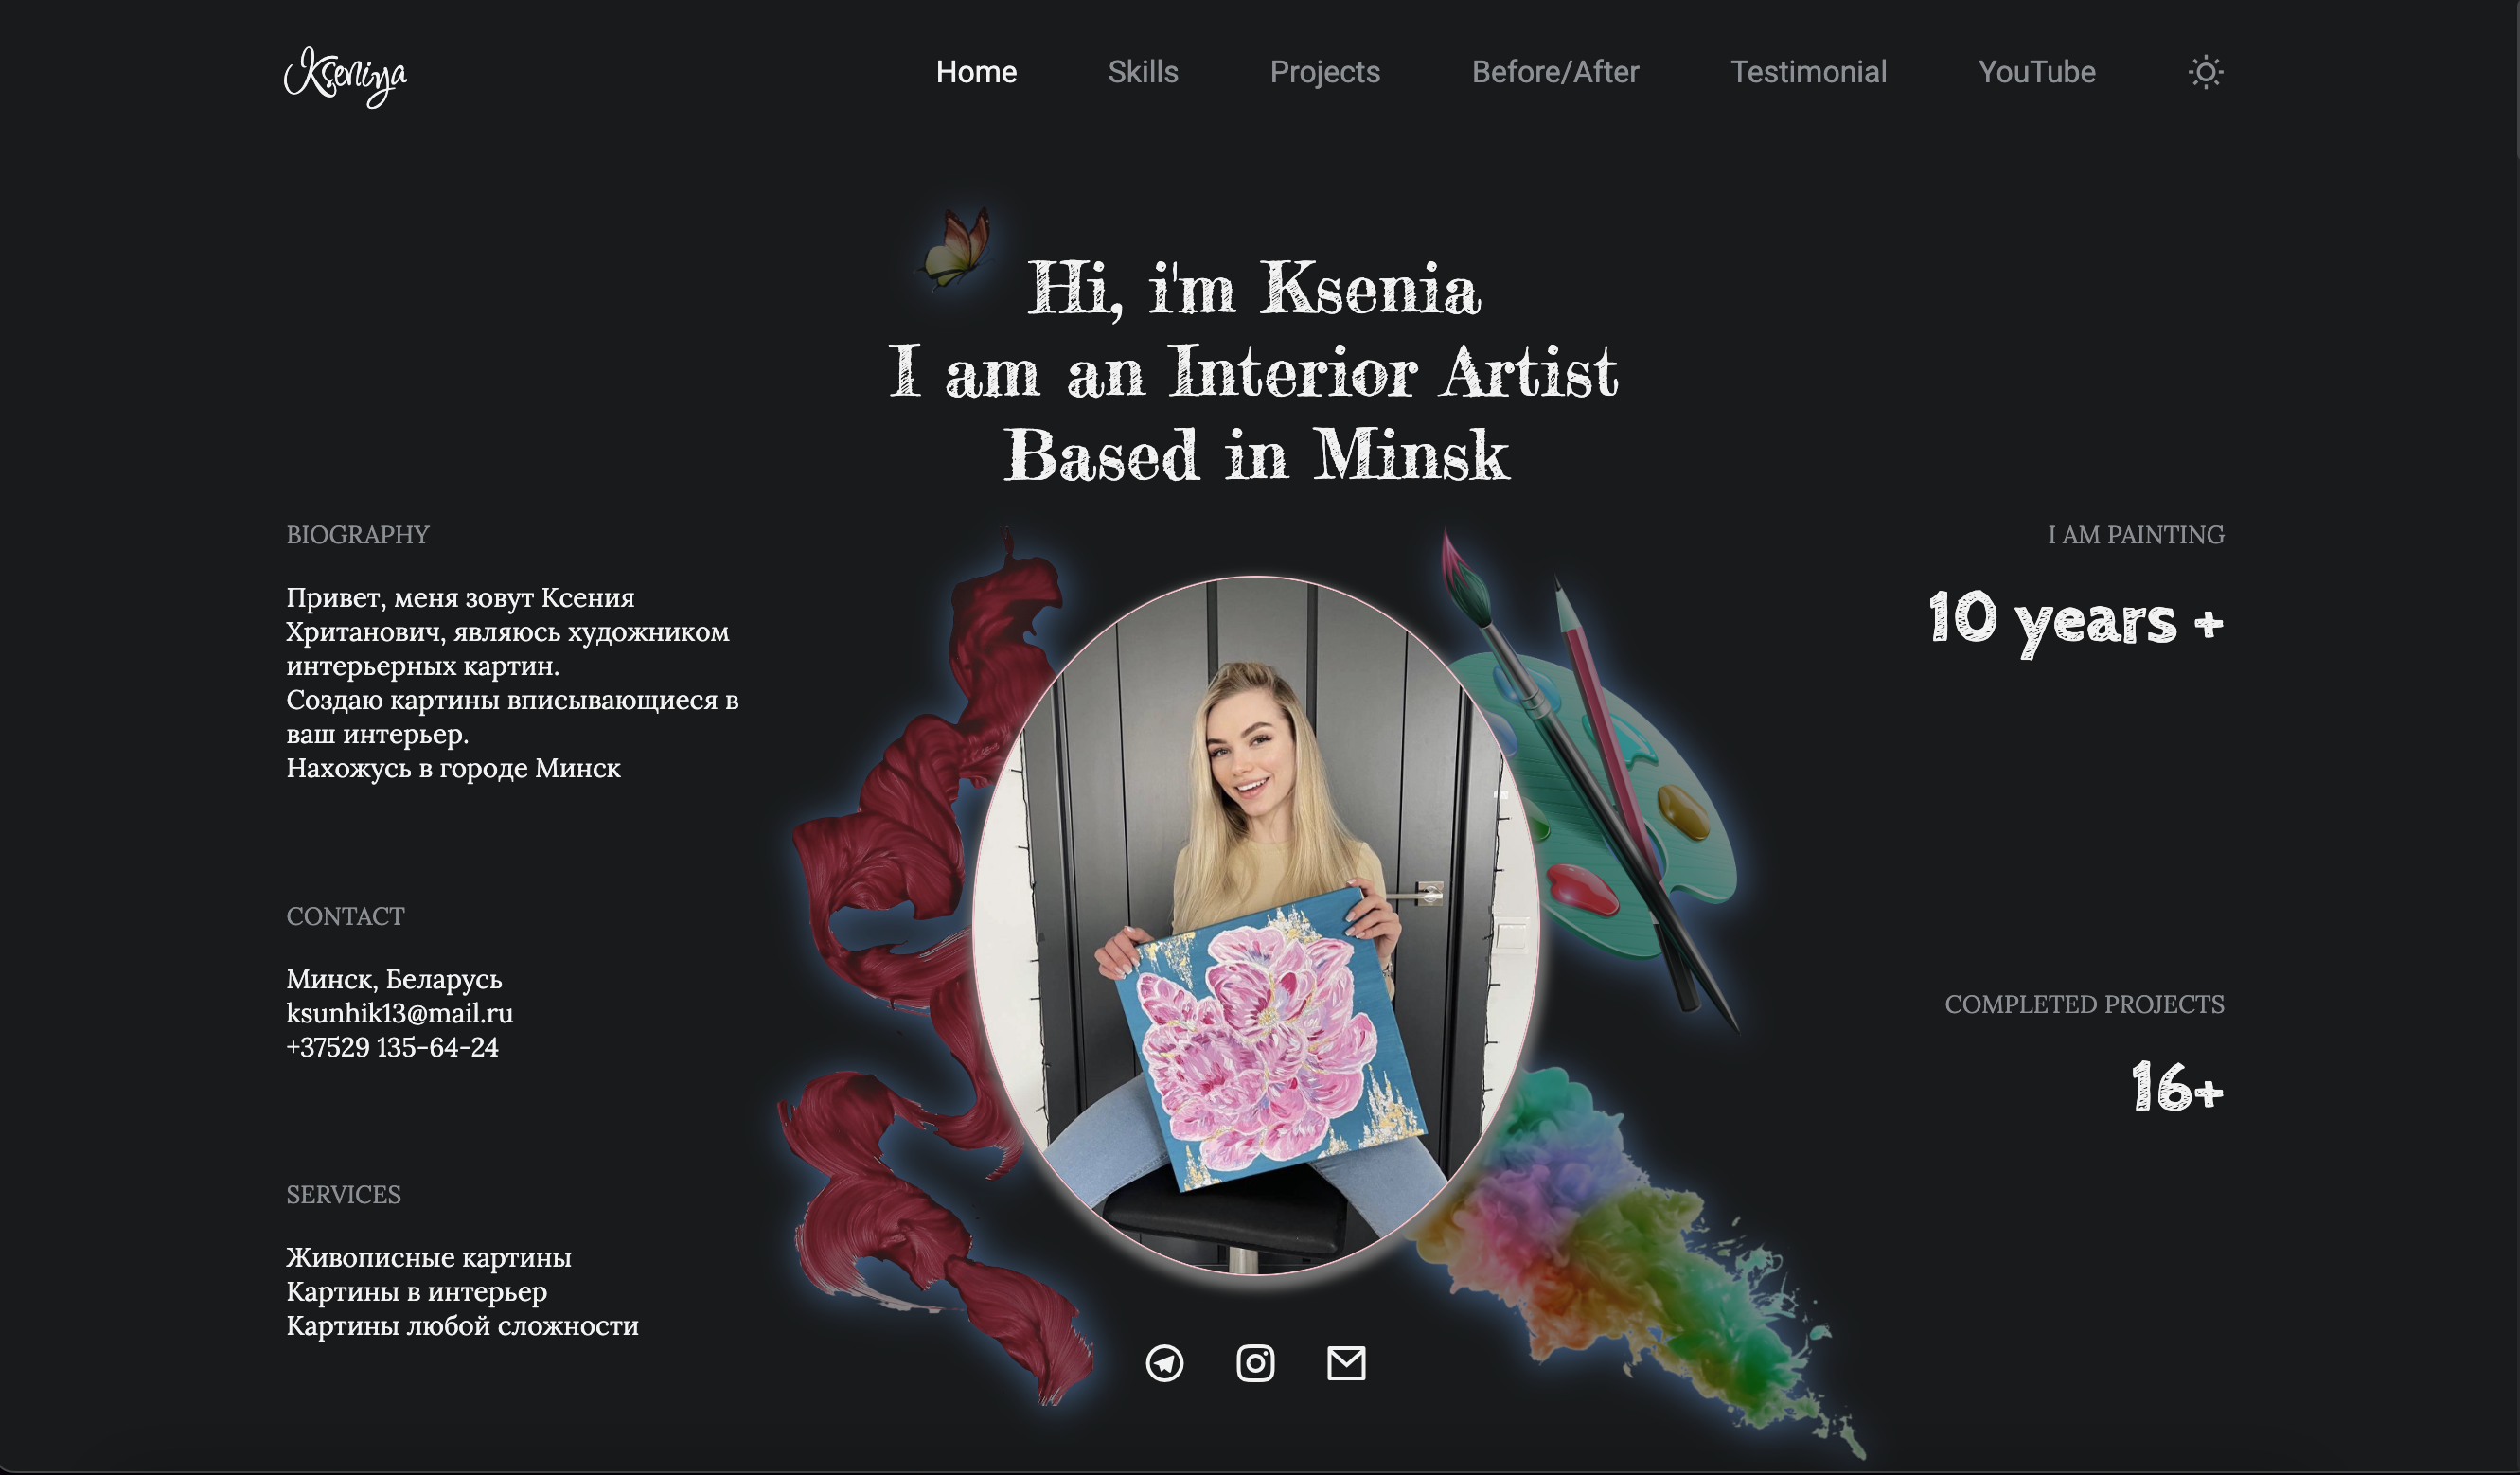 Kseniya
Home
Skills
Projects
Before/After
Testimonial
YouTube
Hi, i'm Ksenia
I am an Interior Artist
Based in Minsk
BIOGRAPHY
Привет, меня зовут Ксения
Хританович, являюсь художником
интерьерных картин.
Создаю картины вписывающиеся в
ваш интерьер.
Нахожусь в городе Минск
CONTACT
Минск, Беларусь
ksunhik13@mail.ru
+37529 135-64-24
SERVICES
Живописные картины
Картины в интерьер
Картины любой сложности
I AM PAINTING
10 years +
COMPLETED PROJECTS
16+